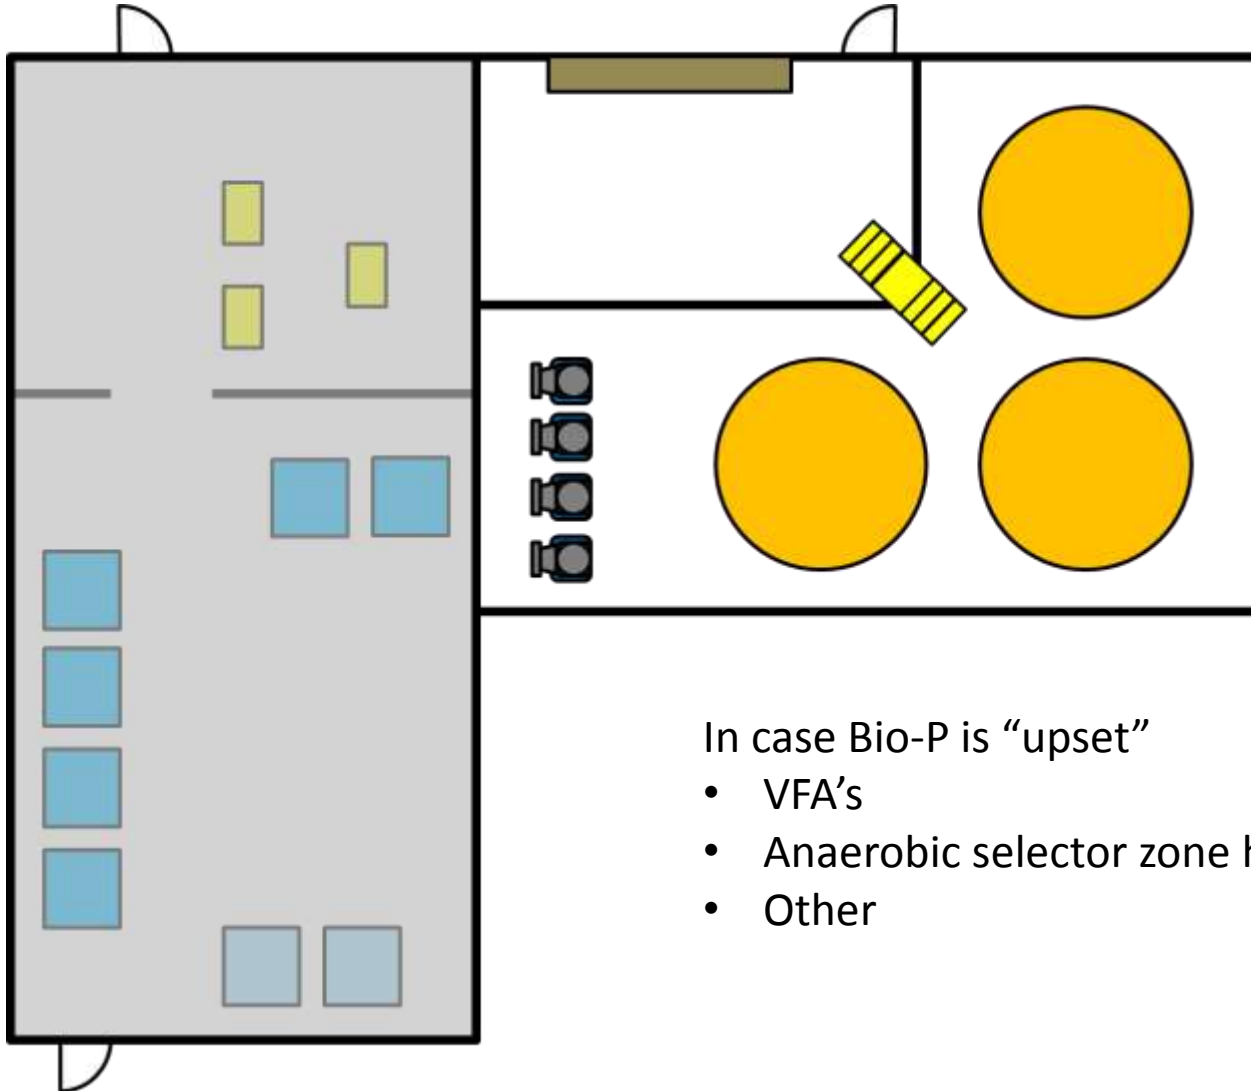 In case Bio-P is “upset”
• VFA’s
• Anaerobic selector zone
• Other